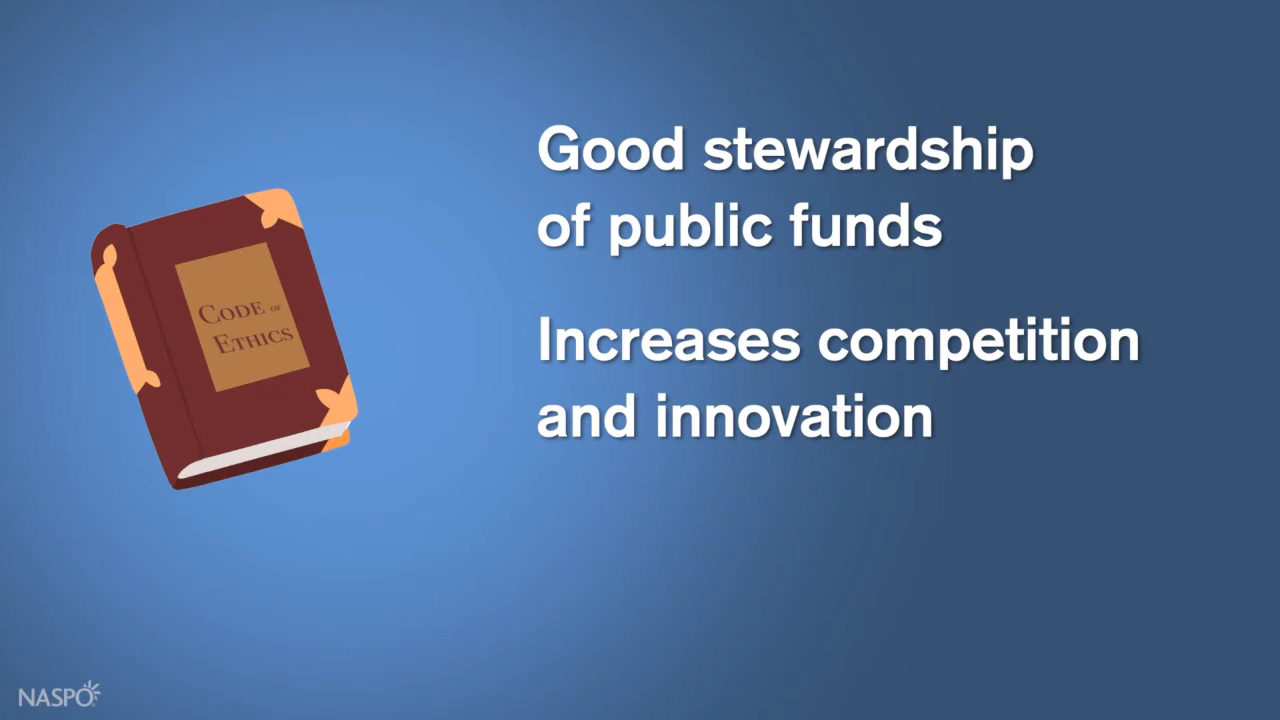 Good stewardship
of public funds
CODE OF
ETHICS
Increases competition
and innovation
NASPO